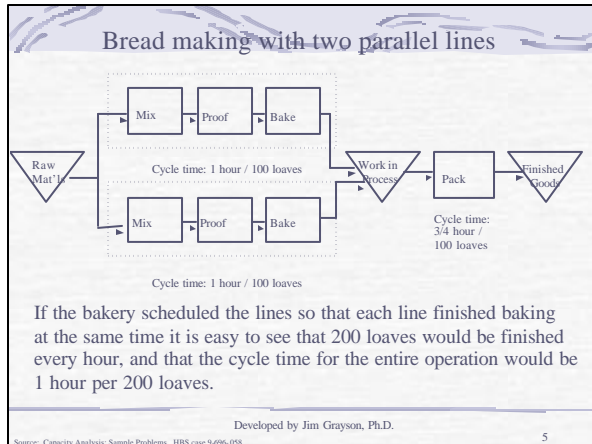 Bread making with two parallel lines
Mix
Proof
Bake
Raw
Mat'ls
Cycle time: 1 hour / 100 loaves
Work in
Process
Pack
Finished
Goods
Mix
Proof
Bake
Cycle time:
3/4 hour /
100 loaves
Cycle time: 1 hour / 100 loaves
If the bakery scheduled the lines so that each line finished baking
at the same time it is easy to see that 200 loaves would be finished
every hour, and that the cycle time for the entire operation would be
1 hour per 200 loaves.
Developed by Jim Grayson, Ph.D.
Source: Capacity Analysis: Sample Problems, HBS case 9-696-058
5